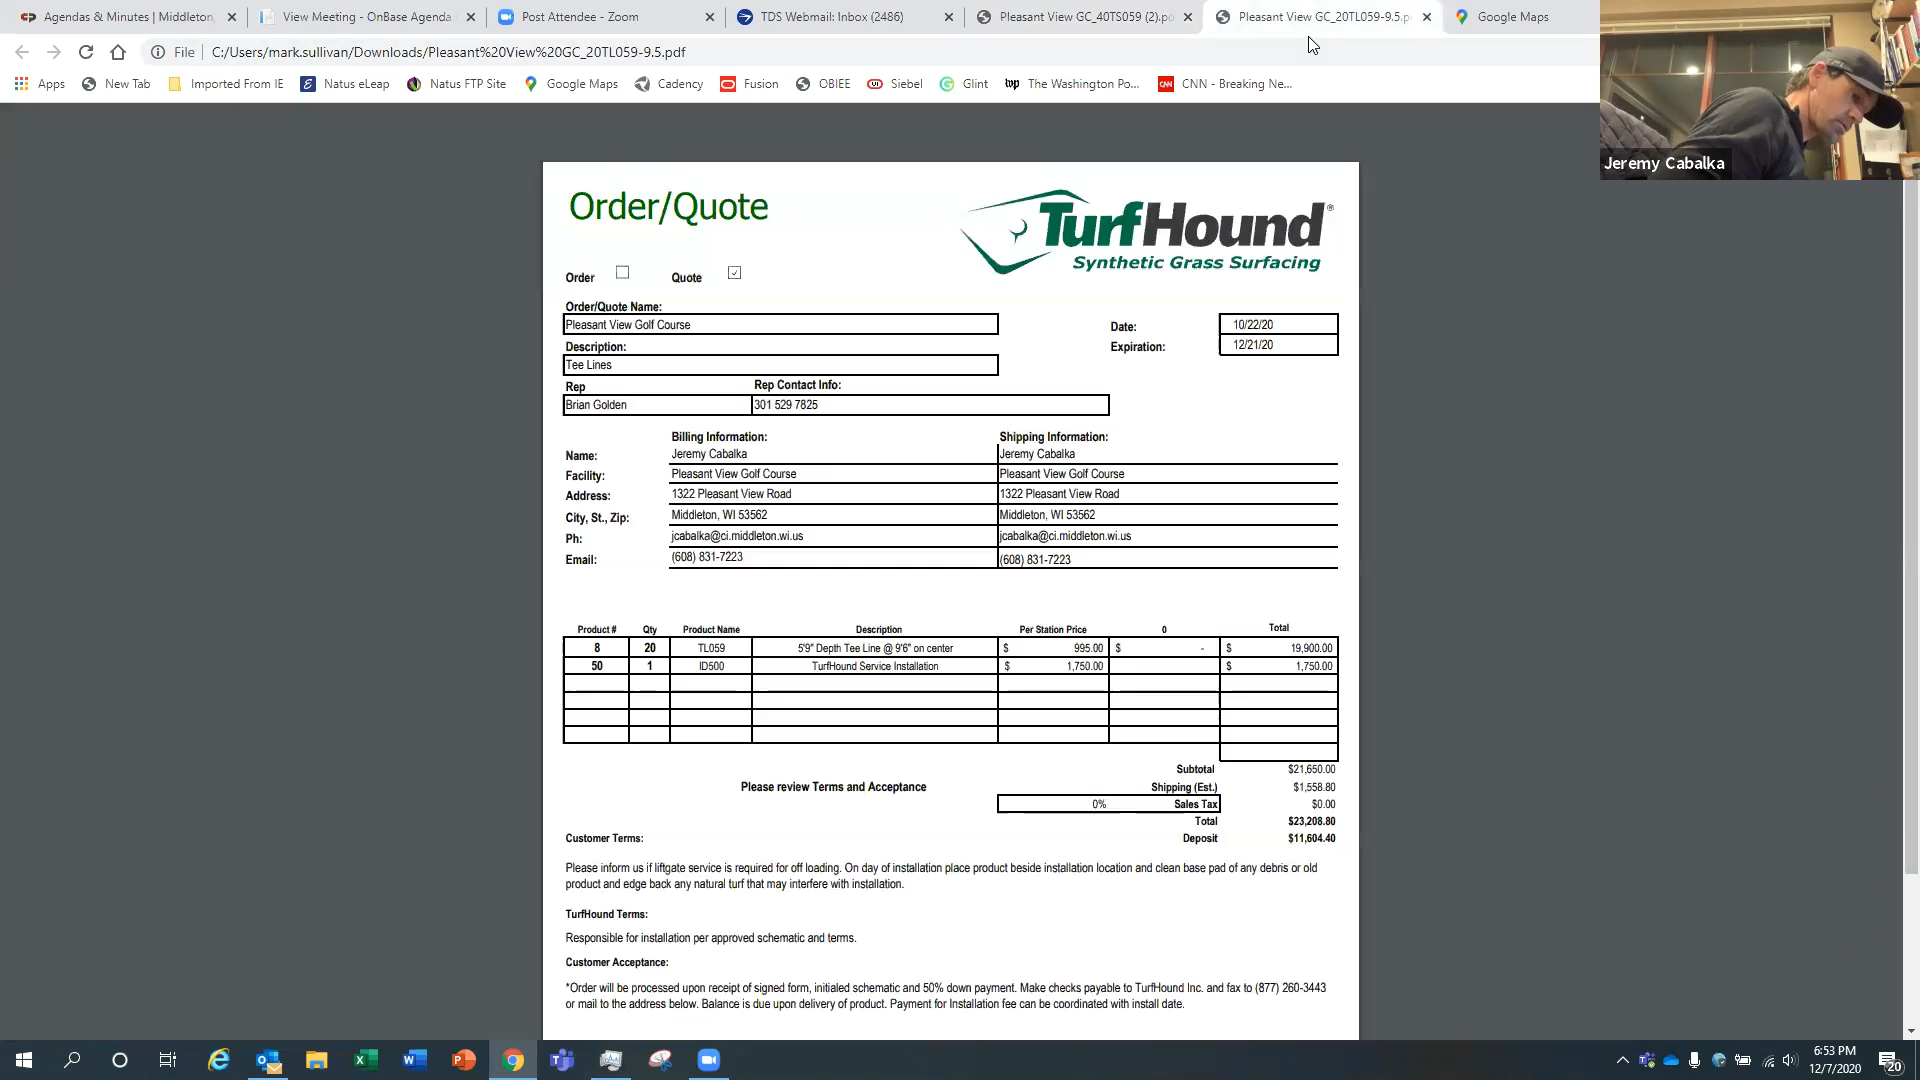 Agendas & Minutes | Middleton,
View Meeting - OnBase Agenda
Post Attendee - Zoom
TDS Webmail: Inbox (2486)
Pleasant View GC_40TS059 (2).pd
Pleasant View GC_20TL059-9.5.p
Google Maps
File C:/Users/mark.sullivan/Downloads/Pleasant%20View%20GC_20TL059-9.5.pdf
Apps New Tab Imported From IE Natus eLeap Natus FTP Site Google Maps Cadency Fusion OBIEE Siebel Glint The Washington Po... CNN - Breaking Ne...
Jeremy Cabalka
Order/Quote
TurfHound®
Synthetic Grass Surfacing
Order Quote
Order/Quote Name:
Pleasant View Golf Course
Date: 10/22/20
Description:
Expiration: 12/21/20
Tee Lines
Rep Rep Contact Info:
Brian Golden 301 529 7825
Billing Information: Shipping Information:
Name: Jeremy Cabalka Jeremy Cabalka
Facility: Pleasant View Golf Course Pleasant View Golf Course
Address: 1322 Pleasant View Road 1322 Pleasant View Road
City, St., Zip: Middleton, WI 53562 Middleton, WI 53562
Ph: jcabalka@ci.middleton.wi.us jcabalka@ci.middleton.wi.us
Email: (608) 831-7223 (608) 831-7223
Product # Qty Product Name Description Per Station Price 0 Total
8 20 TL059 5'9" Depth Tee Line @ 9'6" on center $ 995.00 $ - $ 19,900.00
50 1 ID500 TurfHound Service Installation $ 1,750.00 $ 1,750.00
Subtotal $21,650.00
Please review Terms and Acceptance Shipping (Est.) $1,558.80
0% Sales Tax $0.00
Total $23,208.80
Customer Terms: Deposit $11,604.40
Please inform us if liftgate service is required for off loading. On day of installation place product beside installation location and clean base pad of any debris or old
product and edge back any natural turf that may interfere with installation.
TurfHound Terms:
Responsible for installation per approved schematic and terms.
Customer Acceptance:
*Order will be processed upon receipt of signed form, initialed schematic and 50% down payment. Make checks payable to TurfHound Inc. and fax to (877) 260-3443
or mail to the address below. Balance is due upon delivery of product. Payment for Installation fee can be coordinated with install date.
6:53 PM
12/7/2020
20